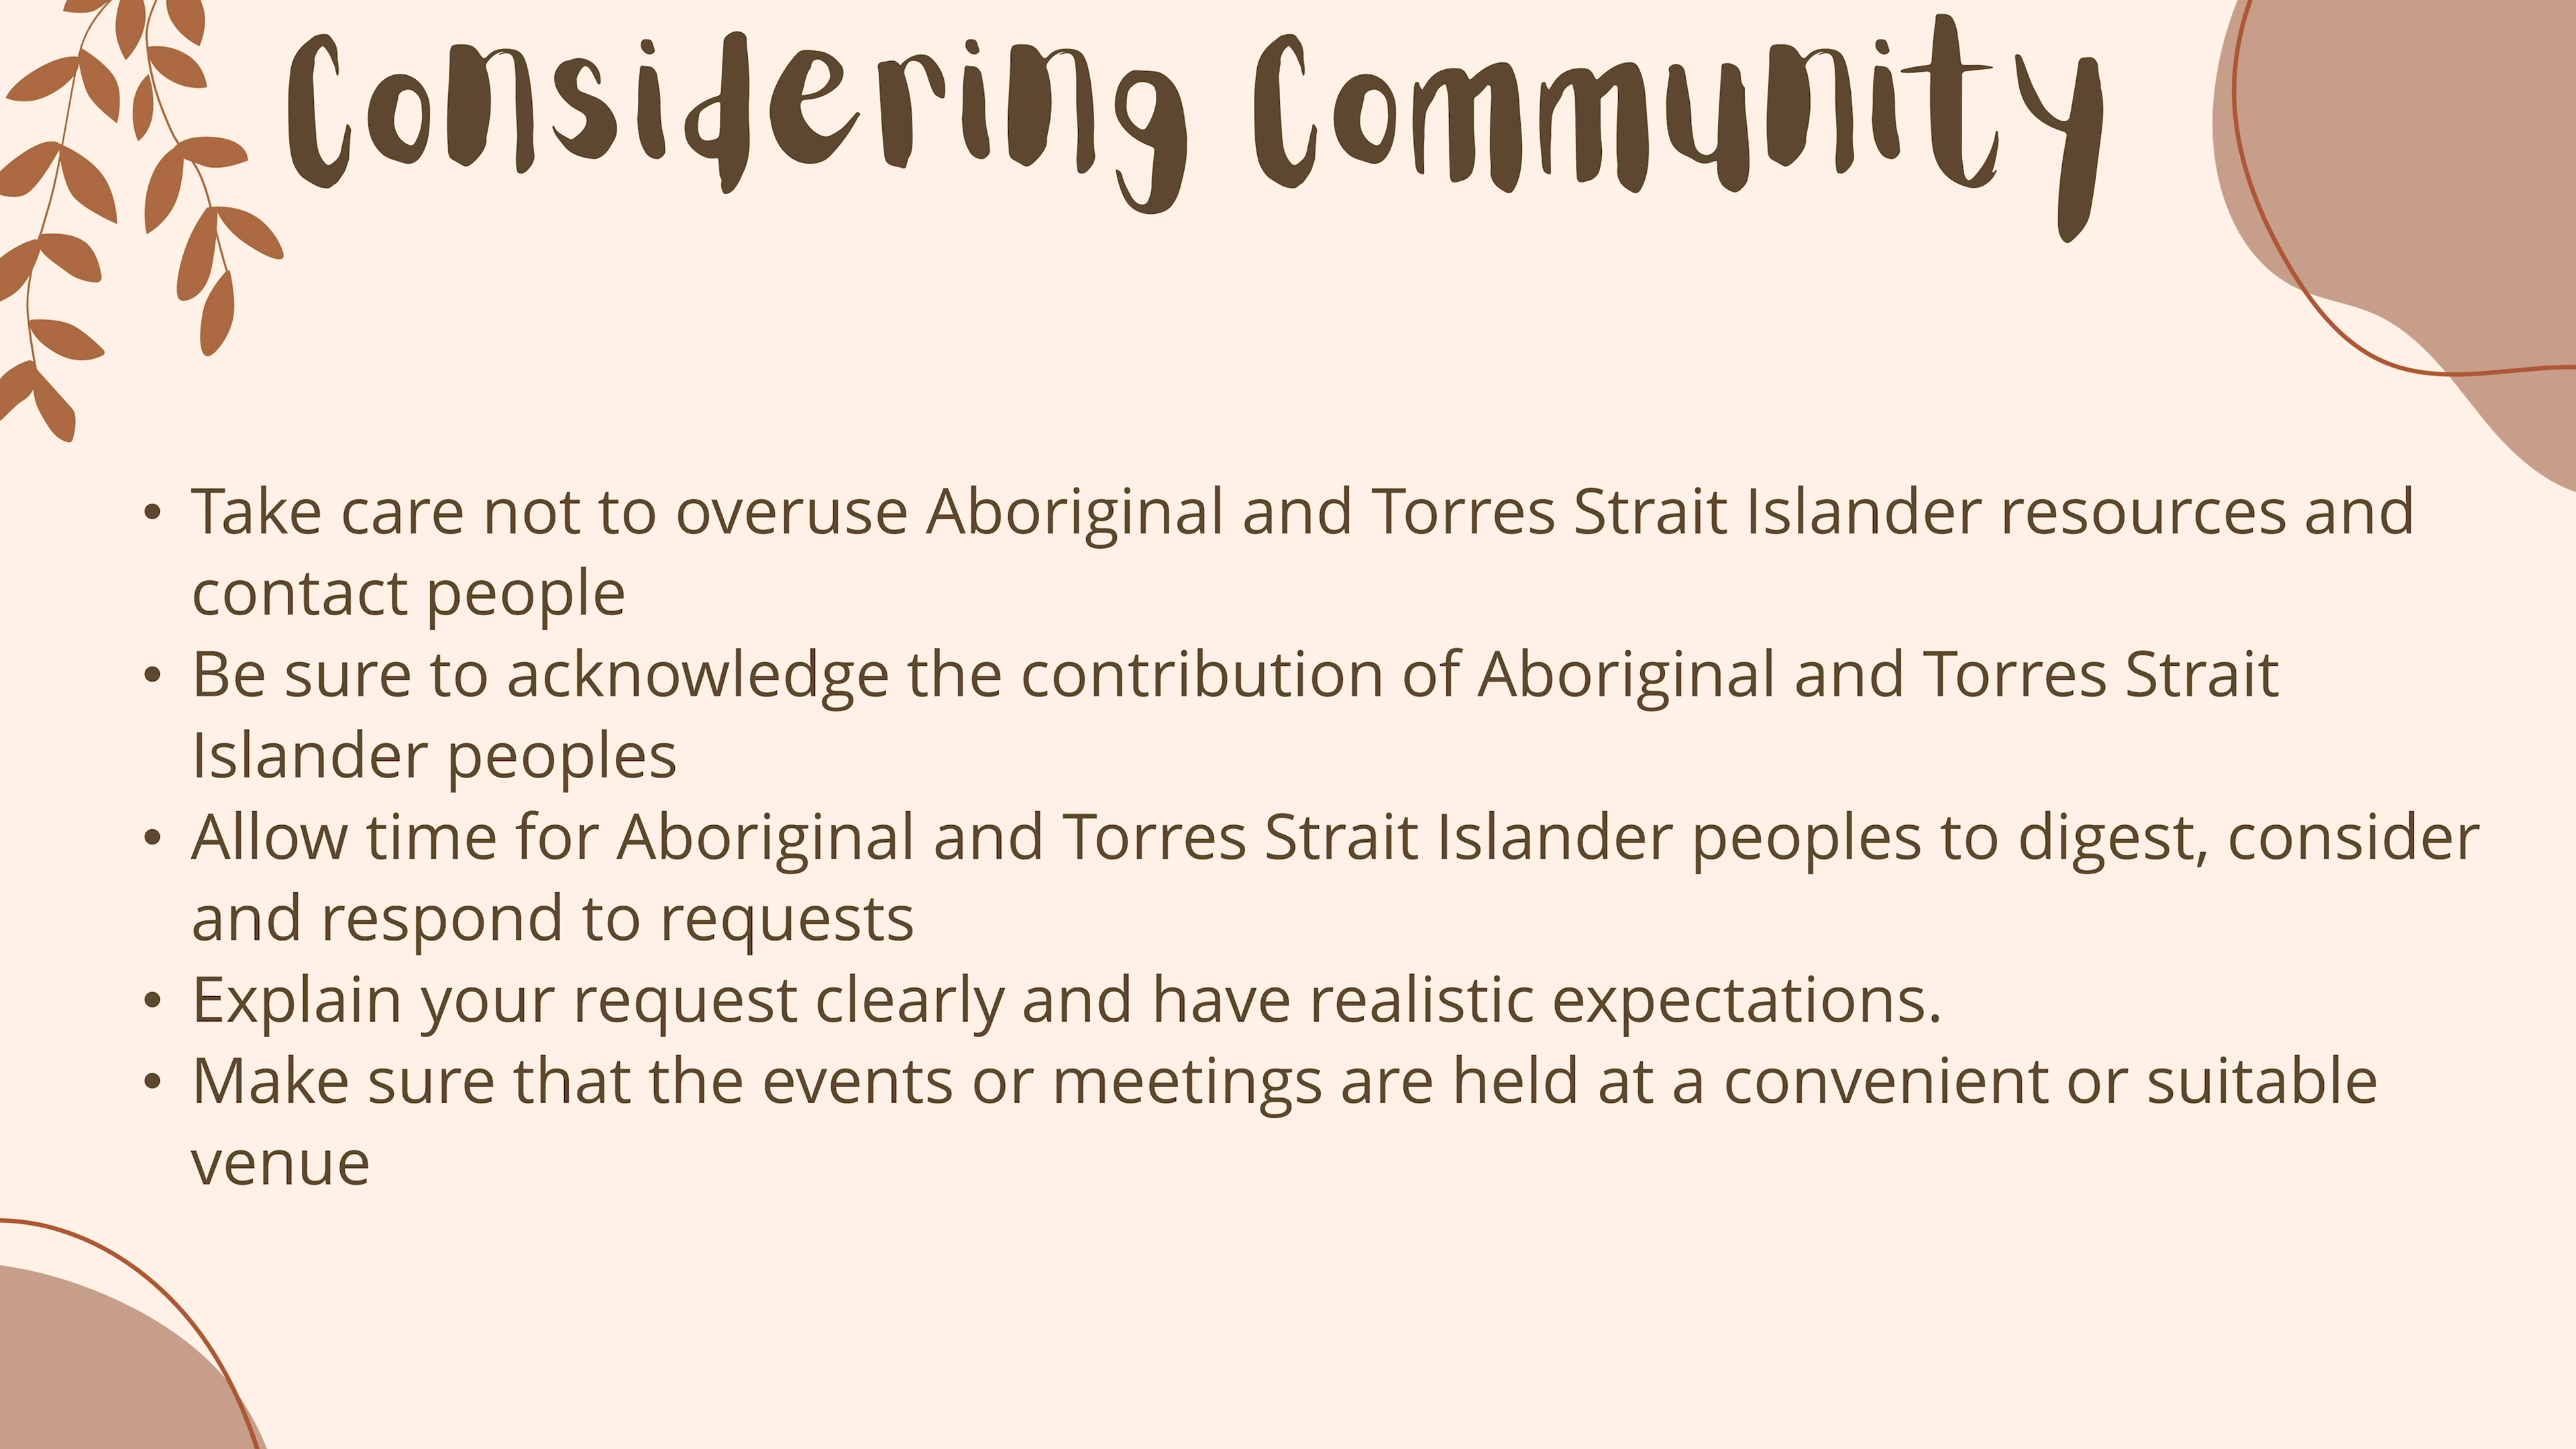 Considering Community
• Take care not to overuse Aboriginal and Torres Strait Islander resources and
contact people
• Be sure to acknowledge the contribution of Aboriginal and Torres Strait
Islander peoples
• Allow time for Aboriginal and Torres Strait Islander peoples to digest, consider
and respond to requests
• Explain your request clearly and have realistic expectations.
• Make sure that the events or meetings are held at a convenient or suitable
venue